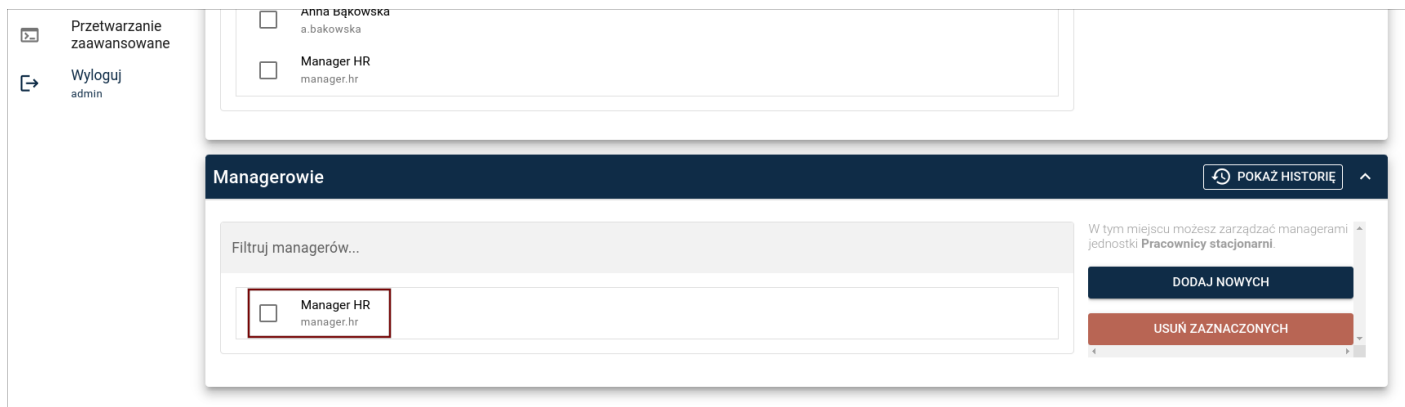 Przetwarzanie
zaawansowane
Wyloguj
admin
Anna Bąkowska
a.bakowska
Manager HR
manager.hr
Managerowie
POKAŻ HISTORIĘ
Filtruj managerów...
Manager HR
manager.hr
W tym miejscu możesz zarządzać managerami
jednostki Pracownicy stacjonarni.
DODAJ NOWYCH
USUŃ ZAZNACZONYCH